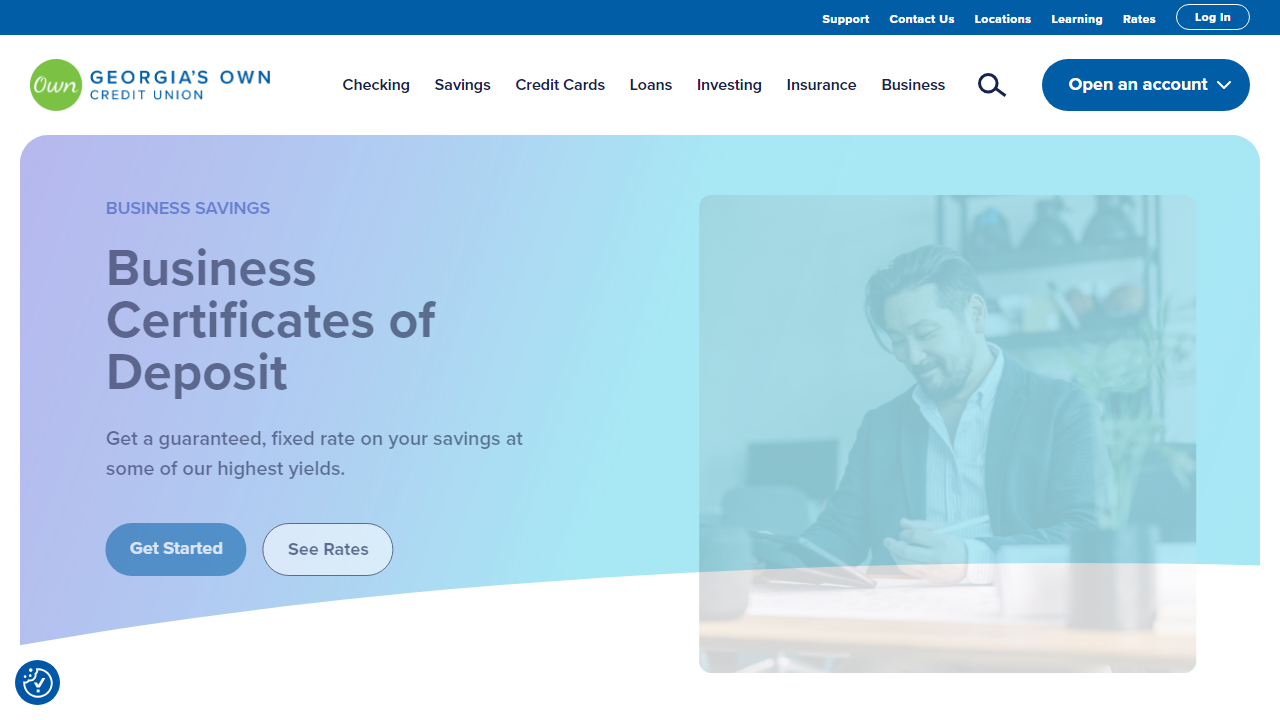 Support Contact Us Locations Learning Rates Log In
Own GEORGIA'S OWN
CREDIT UNION
Checking Savings Credit Cards Loans Investing Insurance Business Open an account
BUSINESS SAVINGS
Business
Certificates of
Deposit
Get a guaranteed, fixed rate on your savings at
some of our highest yields.
Get Started See Rates